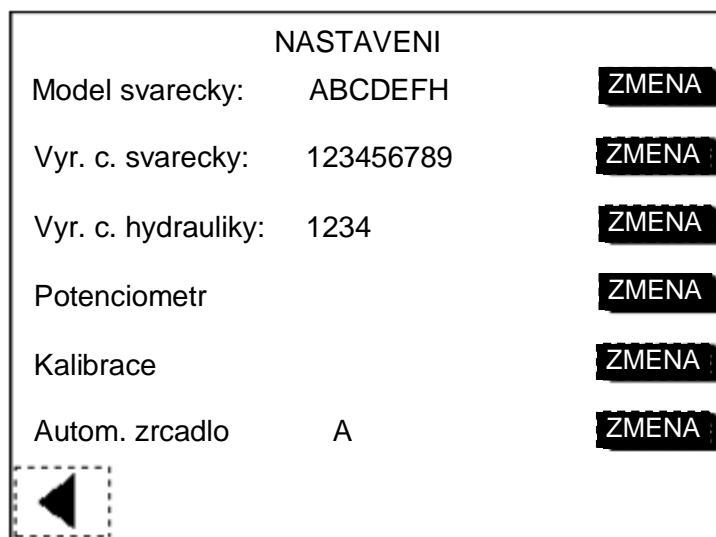 NASTAVENI
Model svarecky: ABCDEFH ZMENA
Vyr. c. svarecky: 123456789 ZMENA
Vyr. c. hydrauliky: 1234 ZMENA
Potenciometr ZMENA
Kalibrace ZMENA
Autom. zrcadlo A ZMENA